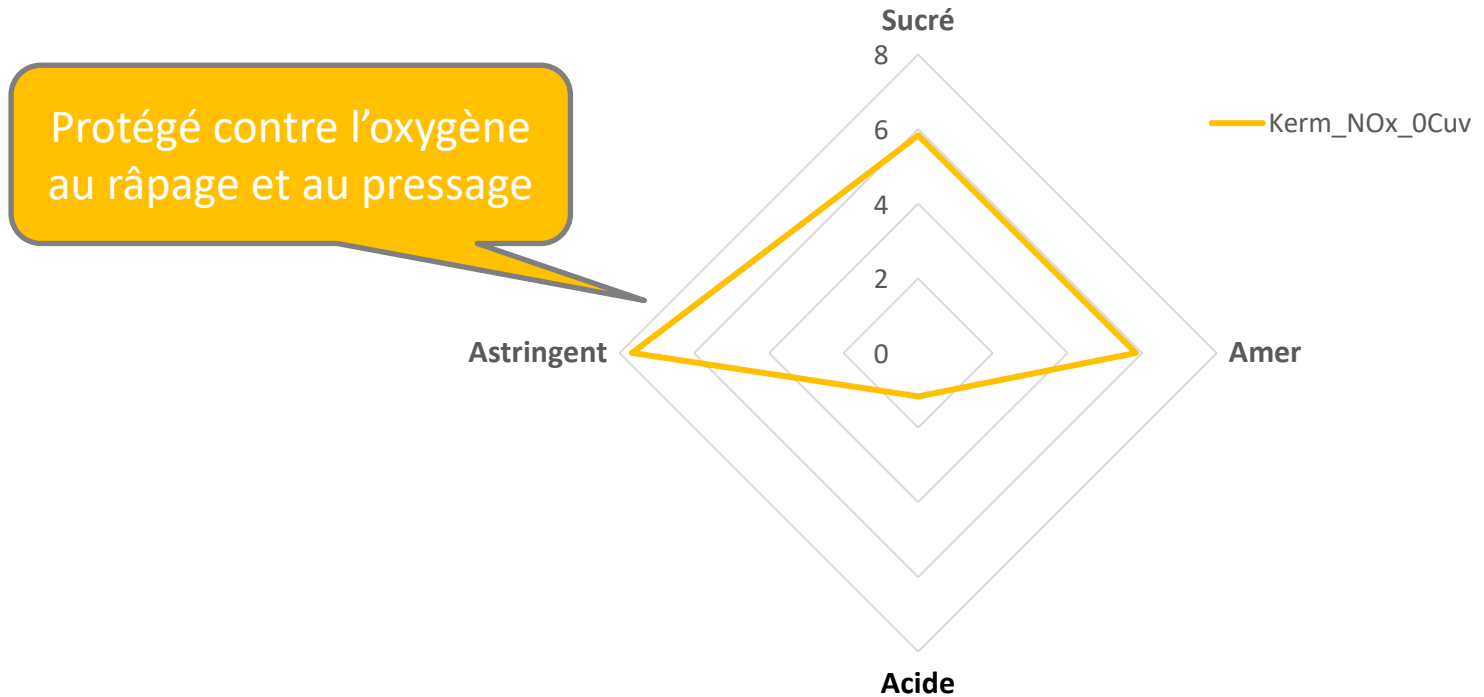 Sucré
8
Protégé contre l’oxygène
au râpage et au pressage
6
Kerm_NOx_0Cuv
4
2
Astringent
0
Amer
Acide